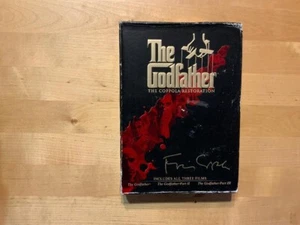 The
Godfather
THE COPPOLA RESTORATION
INCLUDES ALL THREE FILMS
The Godfather The Godfather Part II The Godfather Part III